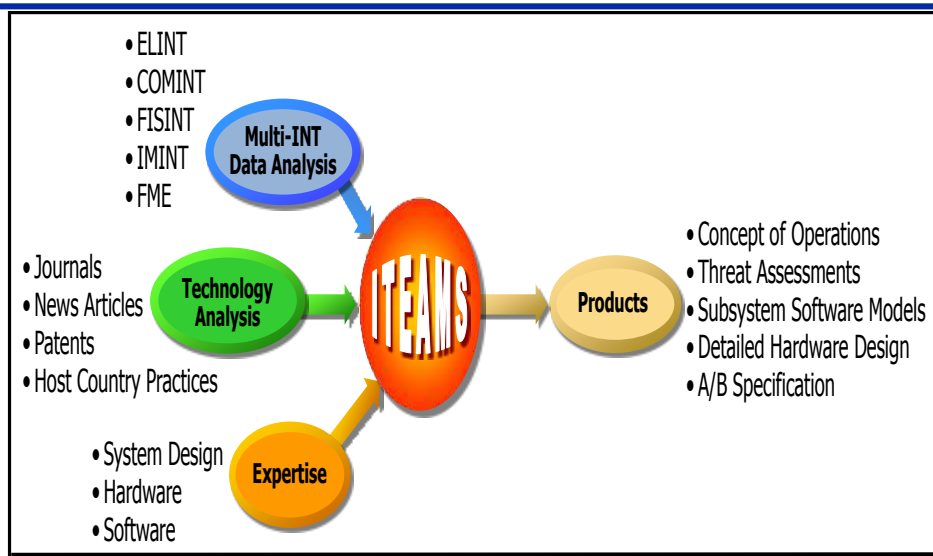 • ELINT
• COMINT
• FISINT
• IMINT
• FME
Multi-INT
Data Analysis
• Journals
• News Articles
• Patents
• Host Country Practices
Technology
Analysis
• System Design
• Hardware
• Software
Expertise
ITEAMS
Products
• Concept of Operations
• Threat Assessments
• Subsystem Software Models
• Detailed Hardware Design
• A/B Specification